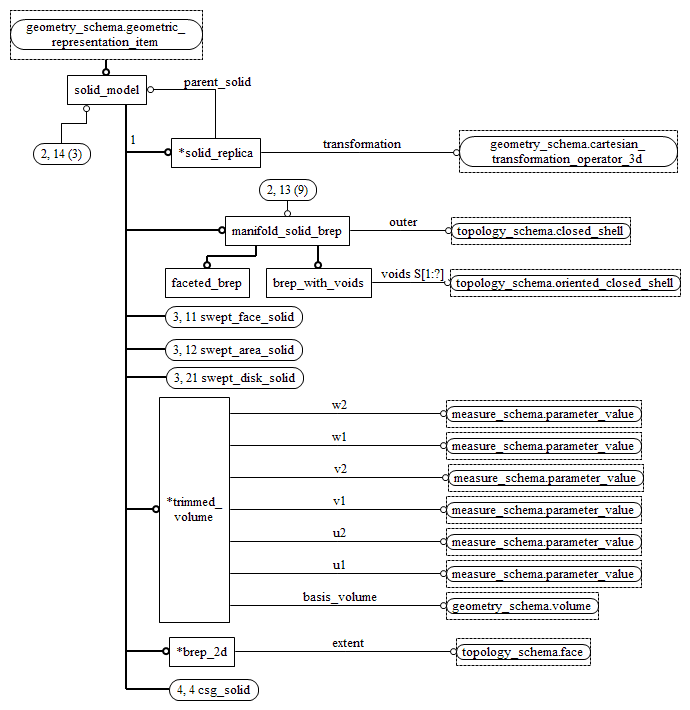 geometry_schema.geometric_
representation_item
solid_model
parent_solid
2, 14 (3)
1
*solid_replica
transformation
geometry_schema.cartesian_
transformation_operator_3d
2, 13 (9)
manifold_solid_brep
outer
topology_schema.closed_shell
faceted_brep
brep_with_voids
voids S[1:?]
topology_schema.oriented_closed_shell
3, 11 swept_face_solid
3, 12 swept_area_solid
3, 21 swept_disk_solid
*trimmed_
volume
w2
measure_schema.parameter_value
w1
measure_schema.parameter_value
v2
measure_schema.parameter_value
v1
measure_schema.parameter_value
u2
measure_schema.parameter_value
u1
measure_schema.parameter_value
basis_volume
geometry_schema.volume
*brep_2d
extent
topology_schema.face
4, 4 csg_solid